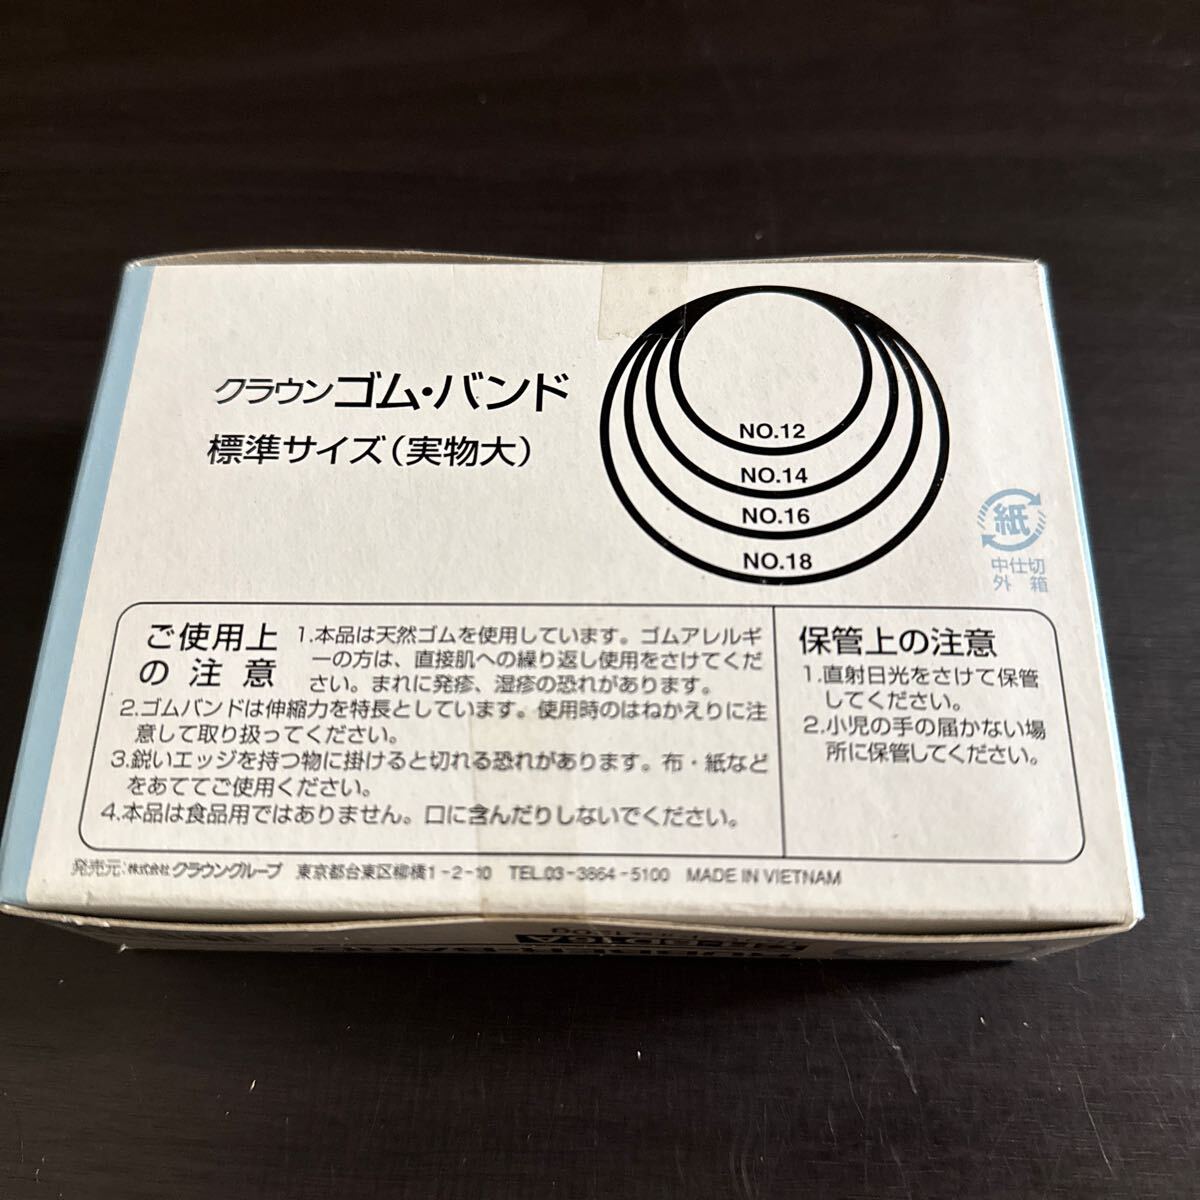 クラウンゴム・バンド
標準サイズ(実物大)
NO.12
NO.14
NO.16
NO.18
紙
中仕切
外箱
ご使用上
の注意
1.本品は天然ゴムを使用しています。ゴムアレルギ
ーの方は、直接肌への繰り返し使用をさけてくだ
さい。まれに発疹、湿疹の恐れがあります。
2.ゴムバンドは伸縮力を特長としています。使用時のはねかえりに注
意して取り扱ってください。
3.鋭いエッジを持つ物に掛けると切れる恐れがあります。布・紙など
をあててご使用ください。
4.本品は食品用ではありません。口に含んだりしないでください。
保管上の注意
1.直射日光をさけて保管
してください。
2.小児の手の届かない場
所に保管してください。
発売元:株式会社クラウングループ 東京都台東区柳橋1-2-10 TEL.03-3864-5100 MADE IN VIETNAM